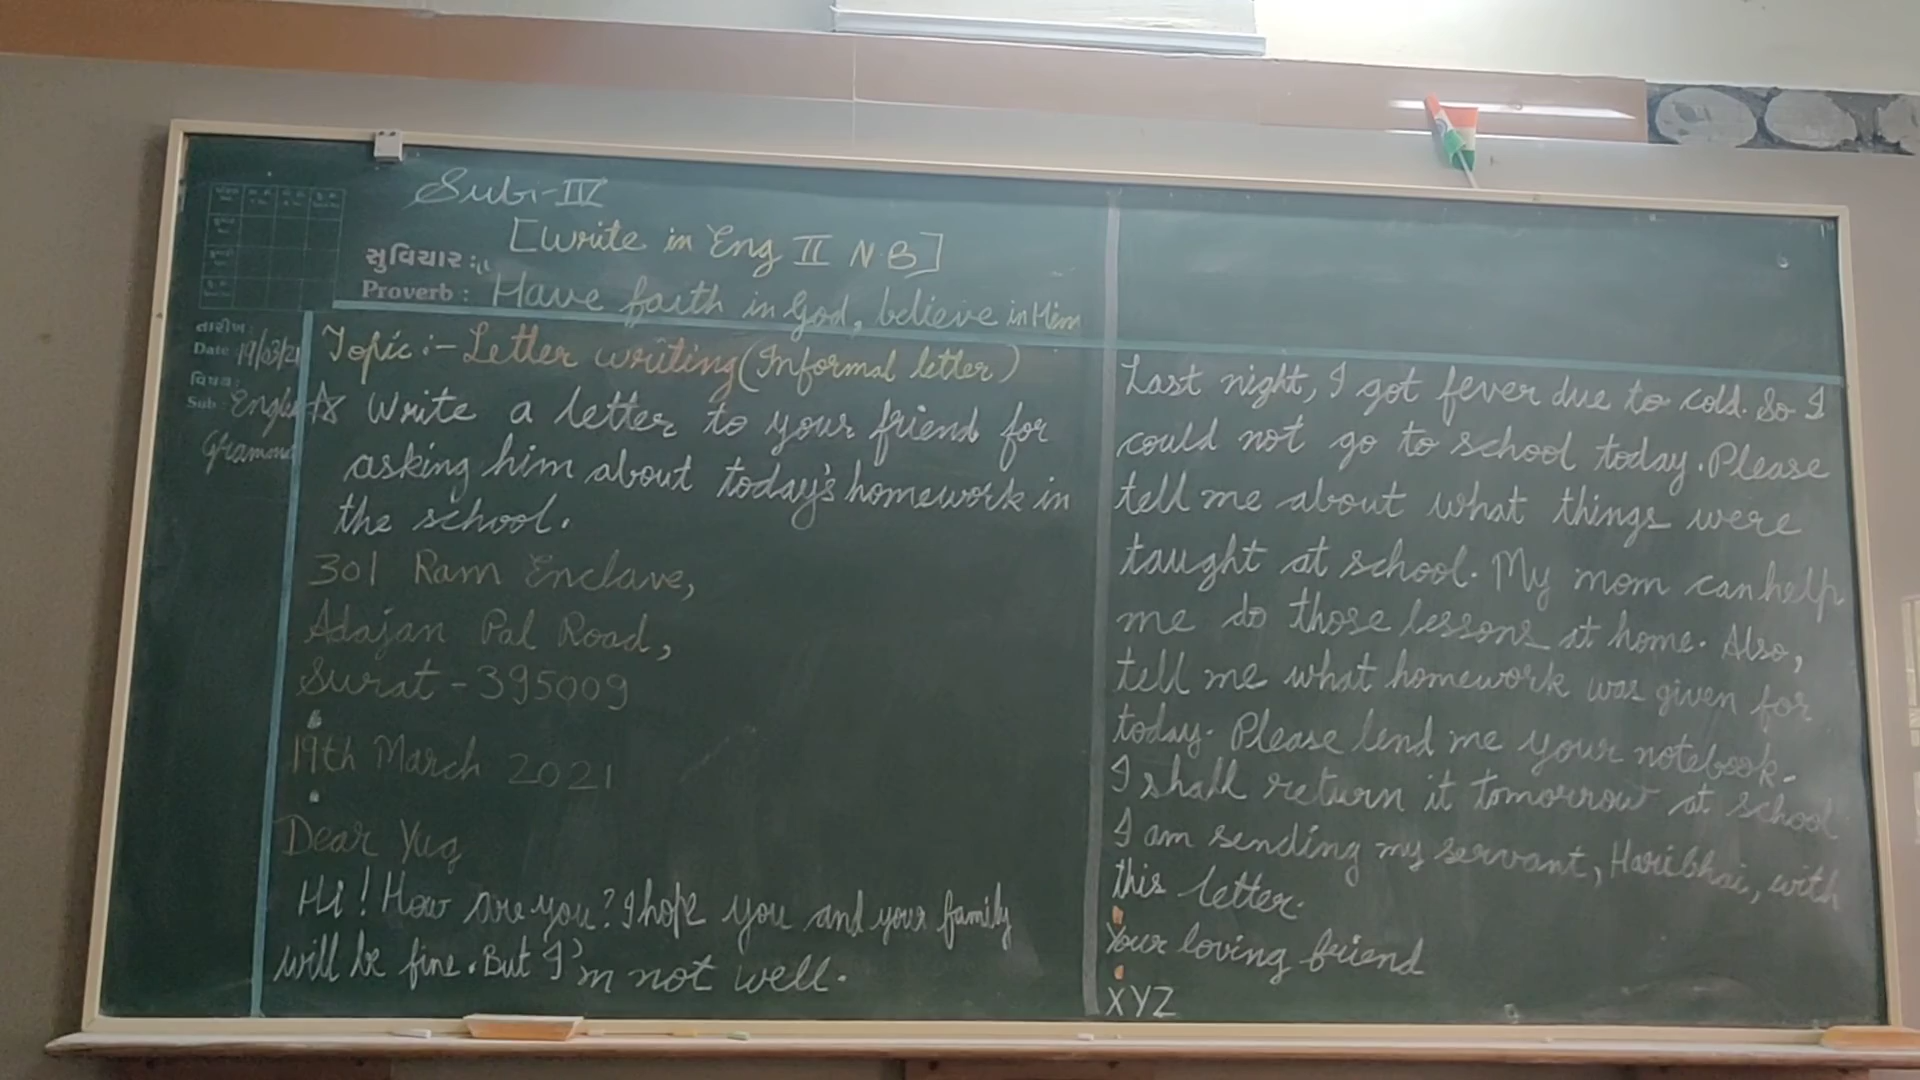 Sub:-IV
[Write in Eng II N.B]
સુવિચાર :
Proverb : Have faith in God, believe in Him
તારીખ :
Date 19/03/21
વિષય :
Sub English
Grammar
Topic :- Letter writing (Informal letter)
☆ Write a letter to your friend for
asking him about today's homework in
the school.
301 Ram Enclave,
Adajan Pal Road,
Surat - 395009
19th March 2021
Dear Yug
Hi! How are you? I hope you and your family
will be fine. But I'm not well.
Last night, I got fever due to cold. So I
could not go to school today. Please
tell me about what things were
taught at school. My mom can help
me do those lessons at home. Also,
tell me what homework was given for
today. Please lend me your notebook.
I shall return it tomorrow at school
I am sending my servant, Haribhai, with
this letter.
Your loving friend
XYZ